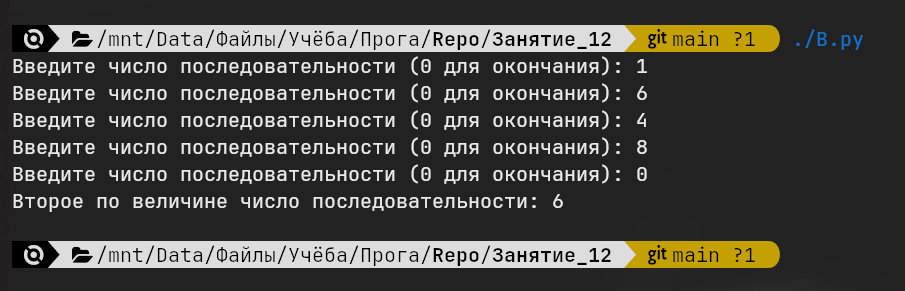 /mnt/Data/Файлы/Учёба/Прога/Repo/Занятие_12 git main ?1 ./B.py
Введите число последовательности (0 для окончания): 1
Введите число последовательности (0 для окончания): 6
Введите число последовательности (0 для окончания): 4
Введите число последовательности (0 для окончания): 8
Введите число последовательности (0 для окончания): 0
Второе по величине число последовательности: 6
/mnt/Data/Файлы/Учёба/Прога/Repo/Занятие_12 git main ?1